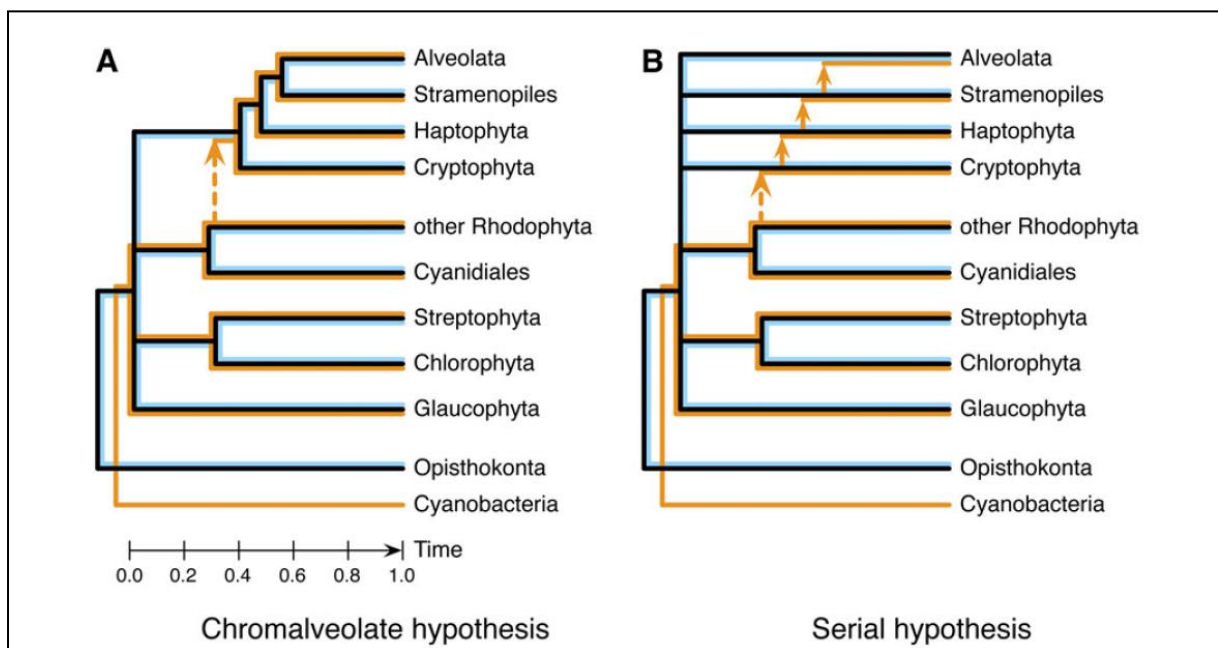 A
Alveolata
Stramenopiles
Haptophyta
Cryptophyta
other Rhodophyta
Cyanidiales
Streptophyta
Chlorophyta
Glaucophyta
Opisthokonta
Cyanobacteria
Time
0.0 0.2 0.4 0.6 0.8 1.0
Chromalveolate hypothesis
B
Alveolata
Stramenopiles
Haptophyta
Cryptophyta
other Rhodophyta
Cyanidiales
Streptophyta
Chlorophyta
Glaucophyta
Opisthokonta
Cyanobacteria
Serial hypothesis